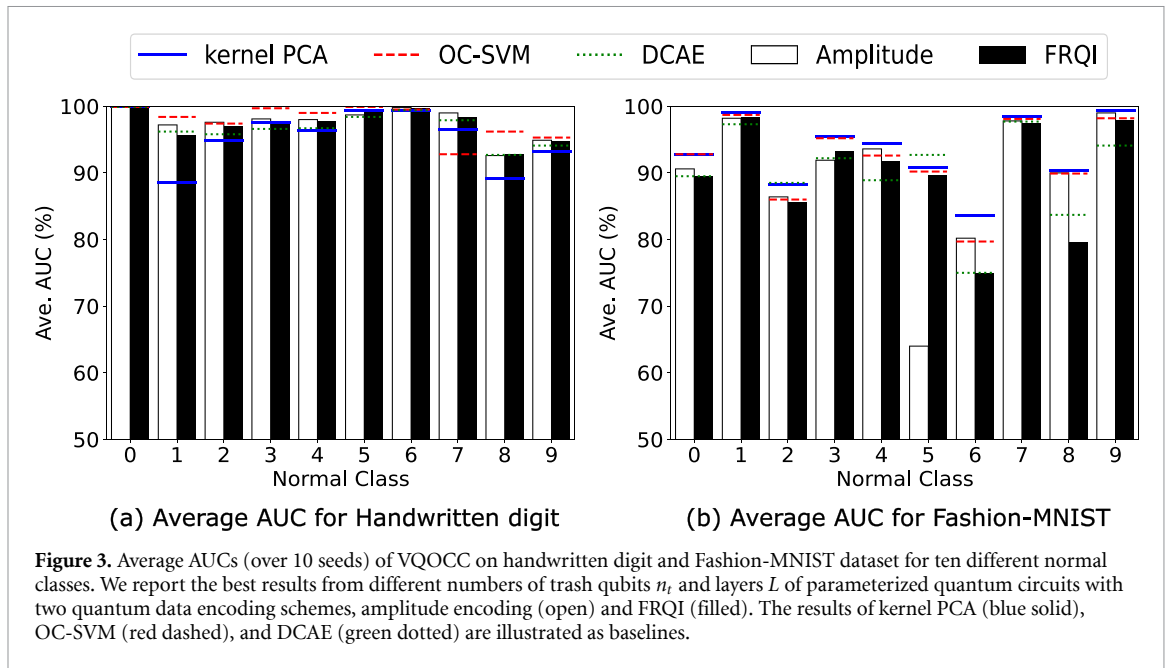 kernel PCA OC-SVM DCAE Amplitude FRQI
100
90
80
70
60
50
Ave. AUC (%)
0 1 2 3 4 5 6 7 8 9
Normal Class
(a) Average AUC for Handwritten digit
100
90
80
70
60
50
Ave. AUC (%)
0 1 2 3 4 5 6 7 8 9
Normal Class
(b) Average AUC for Fashion-MNIST
Figure 3. Average AUCs (over 10 seeds) of VQOCC on handwritten digit and Fashion-MNIST dataset for ten different normal
classes. We report the best results from different numbers of trash qubits nₜ and layers L of parameterized quantum circuits with
two quantum data encoding schemes, amplitude encoding (open) and FRQI (filled). The results of kernel PCA (blue solid),
OC-SVM (red dashed), and DCAE (green dotted) are illustrated as baselines.